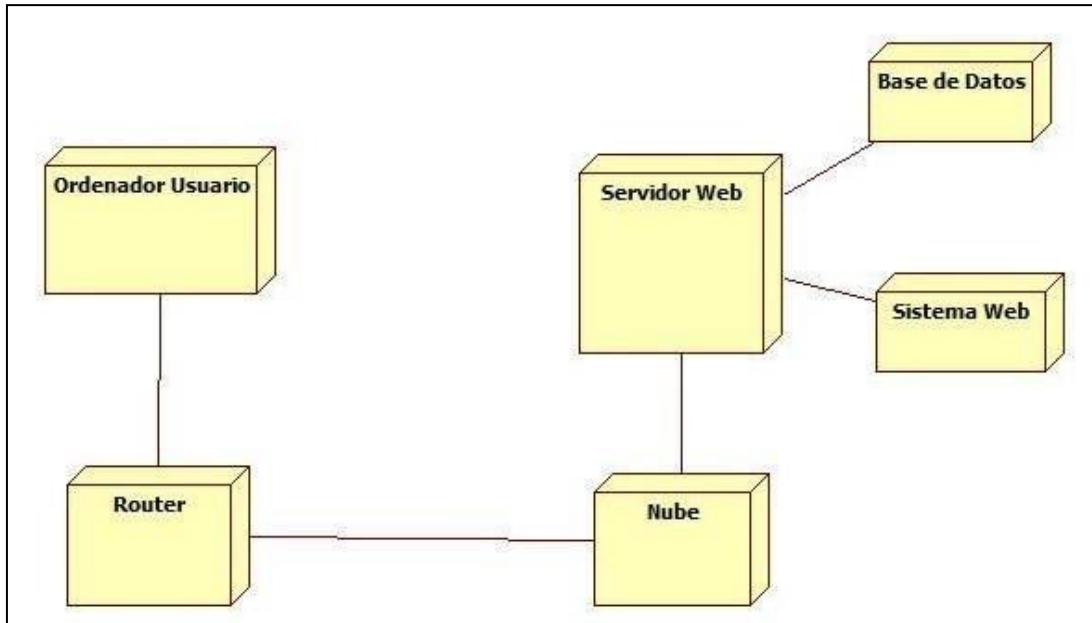 Base de Datos
Ordenador Usuario
Servidor Web
Sistema Web
Router
Nube